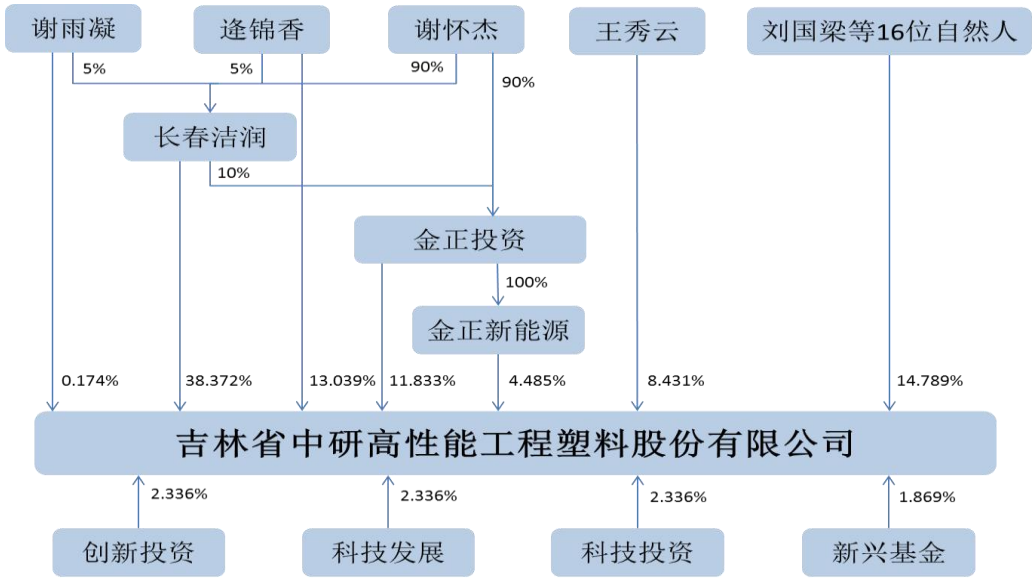 谢雨凝
逄锦香
谢怀杰
王秀云
刘国梁等16位自然人
5%
5%
90%
90%
长春洁润
10%
金正投资
100%
金正新能源
0.174%
38.372%
13.039%
11.833%
4.485%
8.431%
14.789%
吉林省中研高性能工程塑料股份有限公司
2.336%
2.336%
2.336%
1.869%
创新投资
科技发展
科技投资
新兴基金